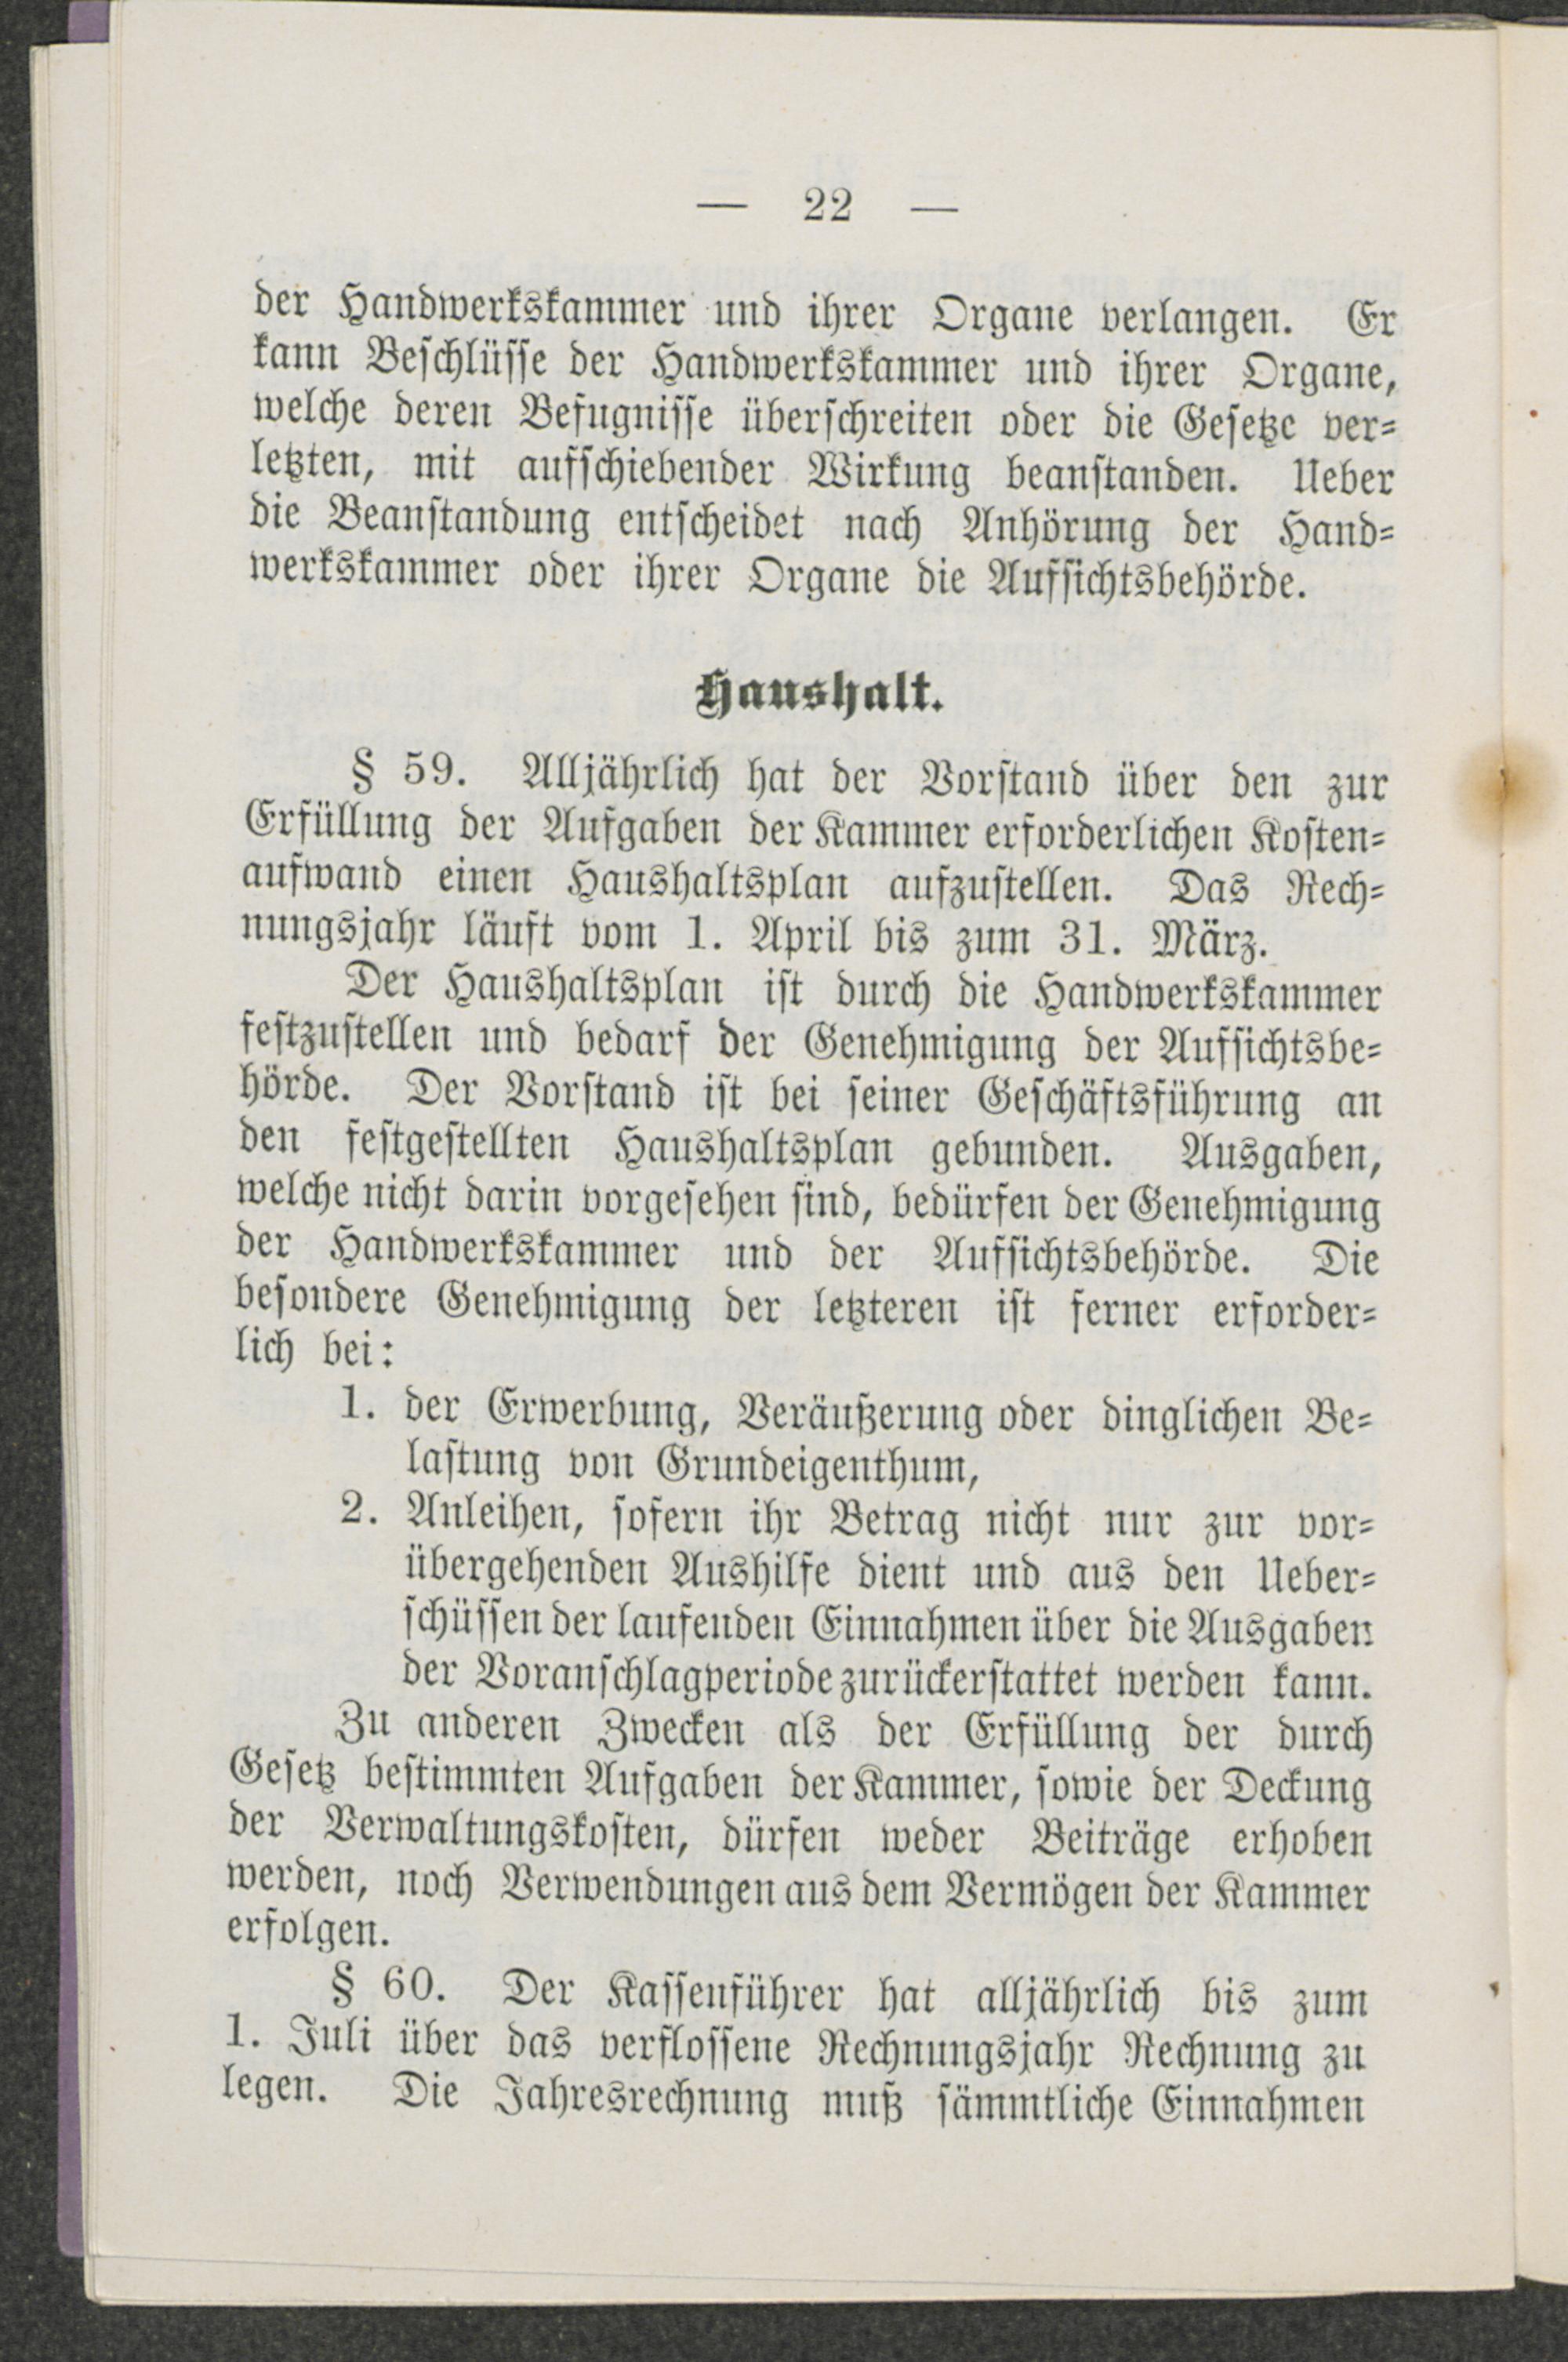 — 22 —
der Handwerkskammer und ihrer Organe verlangen. Er
kann Beschlüsse der Handwerkskammer und ihrer Organe,
welche deren Befugnisse überschreiten oder die Gesetze ver-
letzten, mit aufschiebender Wirkung beanstanden. Ueber
die Beanstandung entscheidet nach Anhörung der Hand-
werkskammer oder ihrer Organe die Aufsichtsbehörde.
Haushalt.
§ 59. Alljährlich hat der Vorstand über den zur
Erfüllung der Aufgaben der Kammer erforderlichen Kosten-
aufwand einen Haushaltsplan aufzustellen. Das Rech-
nungsjahr läuft vom 1. April bis zum 31. März.
Der Haushaltsplan ist durch die Handwerkskammer
festzustellen und bedarf der Genehmigung der Aufsichtsbe-
hörde. Der Vorstand ist bei seiner Geschäftsführung an
den festgestellten Haushaltsplan gebunden. Ausgaben,
welche nicht darin vorgesehen sind, bedürfen der Genehmigung
der Handwerkskammer und der Aufsichtsbehörde. Die
besondere Genehmigung der letzteren ist ferner erforder-
lich bei:
1. der Erwerbung, Veräußerung oder dinglichen Be-
lastung von Grundeigenthum,
2. Anleihen, sofern ihr Betrag nicht nur zur vor-
übergehenden Aushilfe dient und aus den Ueber-
schüssen der laufenden Einnahmen über die Ausgaben
der Voranschlagperiode zurückerstattet werden kann.
Zu anderen Zwecken als der Erfüllung der durch
Gesetz bestimmten Aufgaben der Kammer, sowie der Deckung
der Verwaltungskosten, dürfen weder Beiträge erhoben
werden, noch Verwendungen aus dem Vermögen der Kammer
erfolgen.
§ 60. Der Kassenführer hat alljährlich bis zum
1. Juli über das verflossene Rechnungsjahr Rechnung zu
legen. Die Jahresrechnung muß sämmtliche Einnahmen